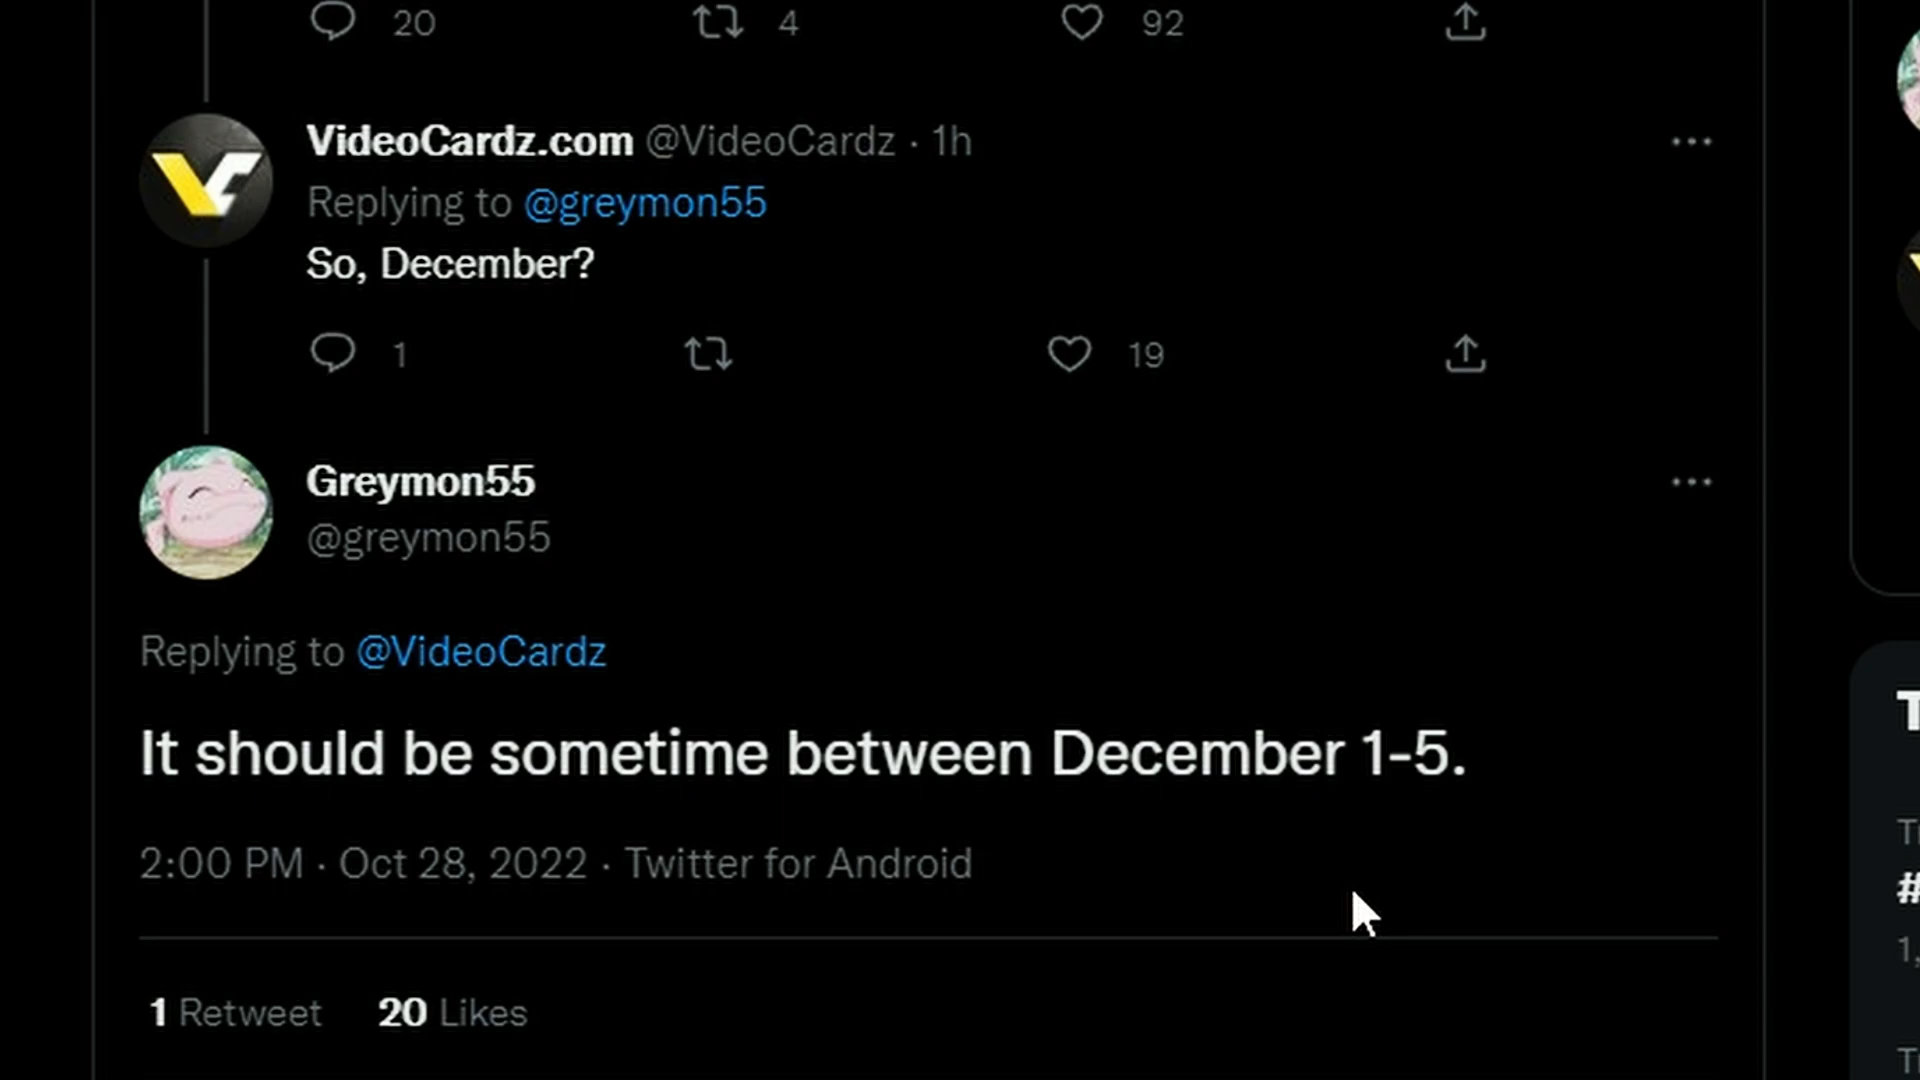 20 4 92
VideoCardz.com @VideoCardz · 1h
Replying to @greymon55
So, December?
1 19
Greymon55
@greymon55
Replying to @VideoCardz
It should be sometime between December 1-5.
2:00 PM · Oct 28, 2022 · Twitter for Android
1 Retweet 20 Likes